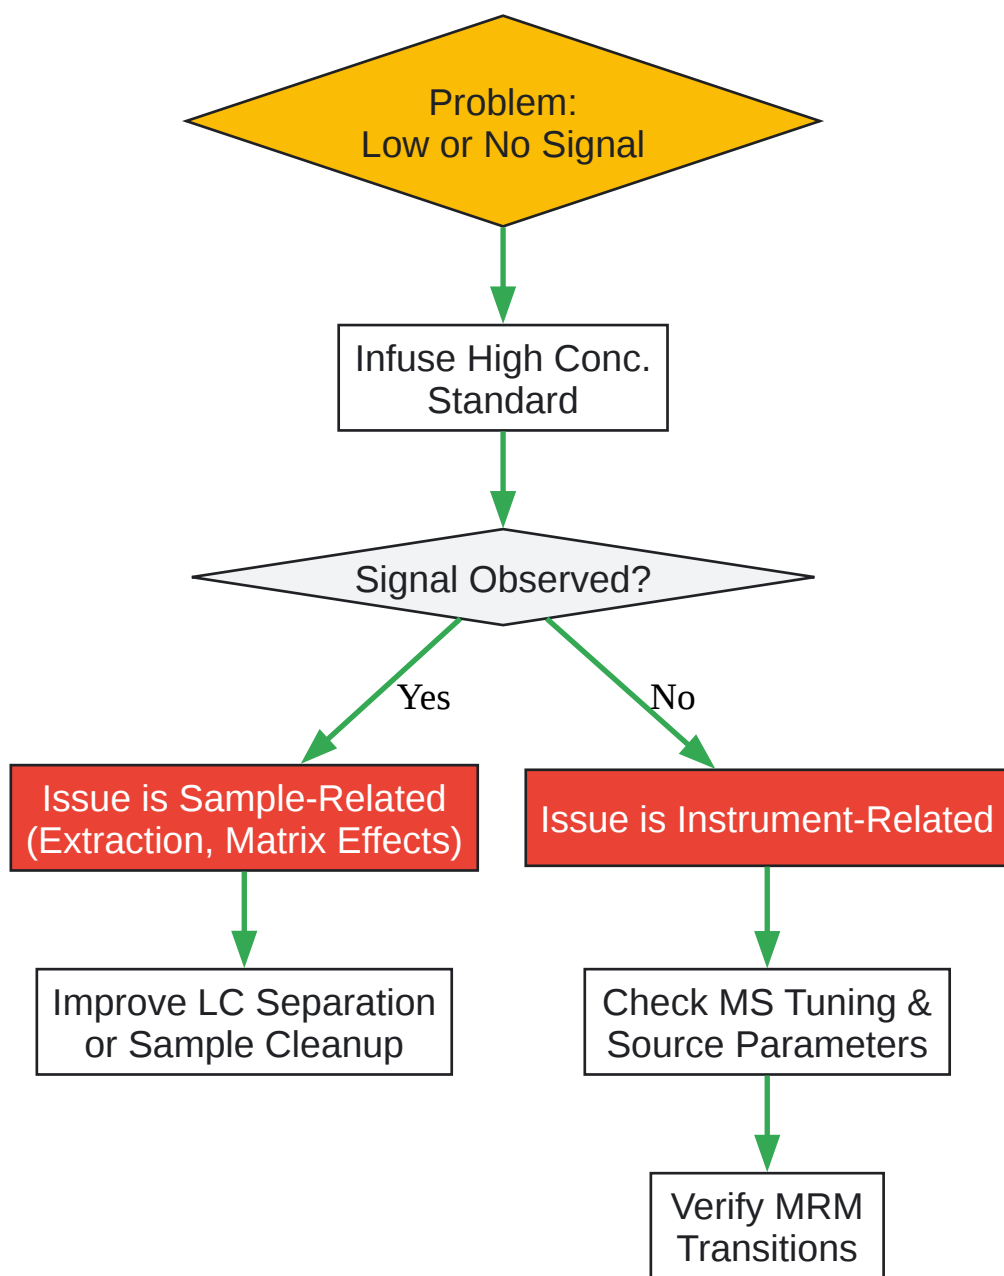 Problem:
Low or No Signal
Infuse High Conc.
Standard
Signal Observed?
Yes
No
Issue is Sample-Related
(Extraction, Matrix Effects)
Issue is Instrument-Related
Improve LC Separation
or Sample Cleanup
Check MS Tuning &
Source Parameters
Verify MRM
Transitions